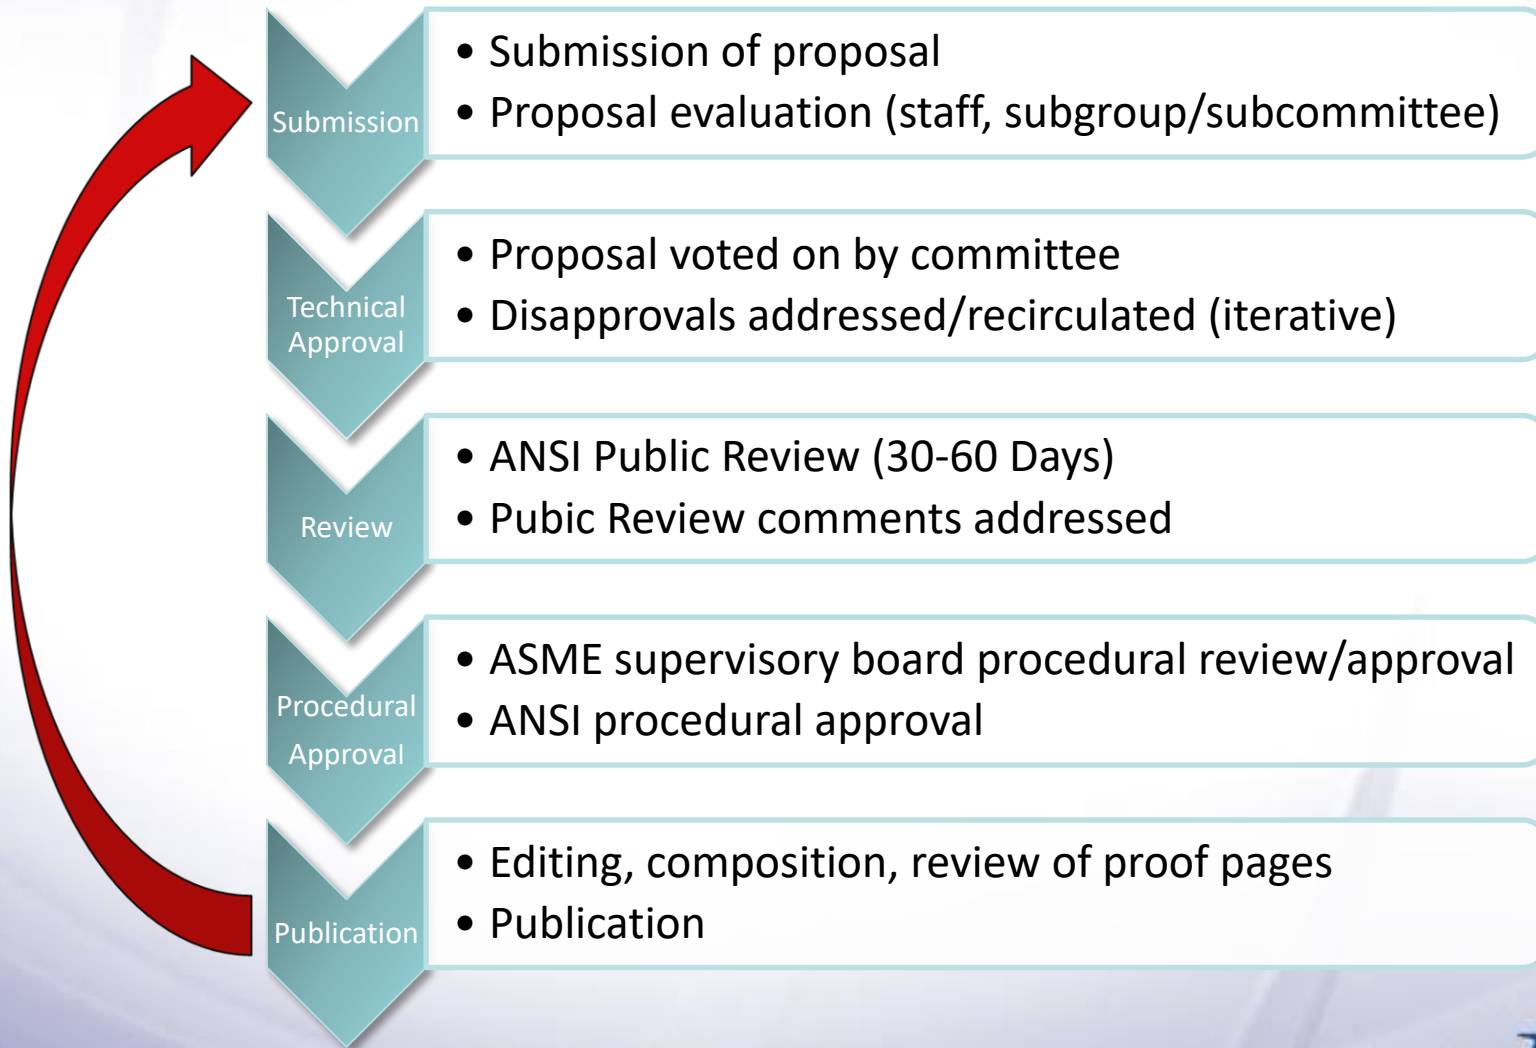 Submission
• Submission of proposal
• Proposal evaluation (staff, subgroup/subcommittee)
Technical
Approval
• Proposal voted on by committee
• Disapprovals addressed/recirculated (iterative)
Review
• ANSI Public Review (30-60 Days)
• Pubic Review comments addressed
Procedural
Approval
• ASME supervisory board procedural review/approval
• ANSI procedural approval
Publication
• Editing, composition, review of proof pages
• Publication